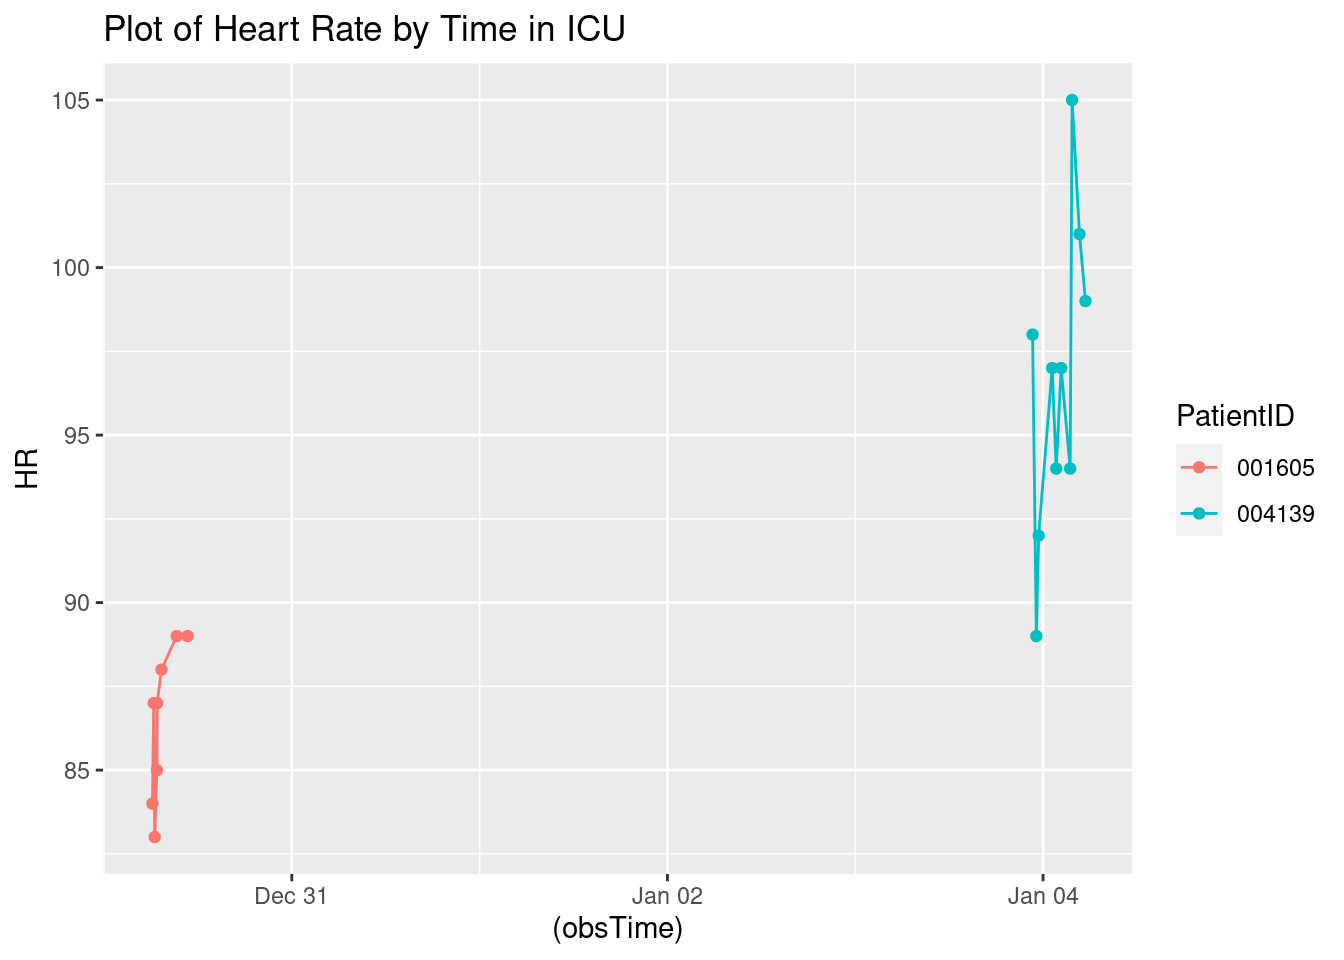 Plot of Heart Rate by Time in ICU
105
100
95
90
85
HR
Dec 31
Jan 02
Jan 04
(obsTime)
PatientID
001605
004139